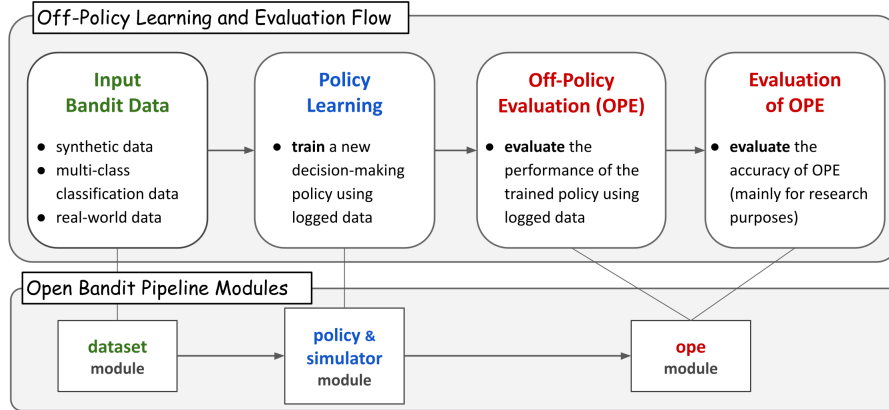 Off-Policy Learning and Evaluation Flow
Input
Bandit Data
● synthetic data
● multi-class
classification data
● real-world data
Policy
Learning
● train a new
decision-making
policy using
logged data
Off-Policy
Evaluation (OPE)
● evaluate the
performance of the
trained policy using
logged data
Evaluation
of OPE
● evaluate the
accuracy of OPE
(mainly for research
purposes)
Open Bandit Pipeline Modules
dataset
module
policy &
simulator
module
ope
module